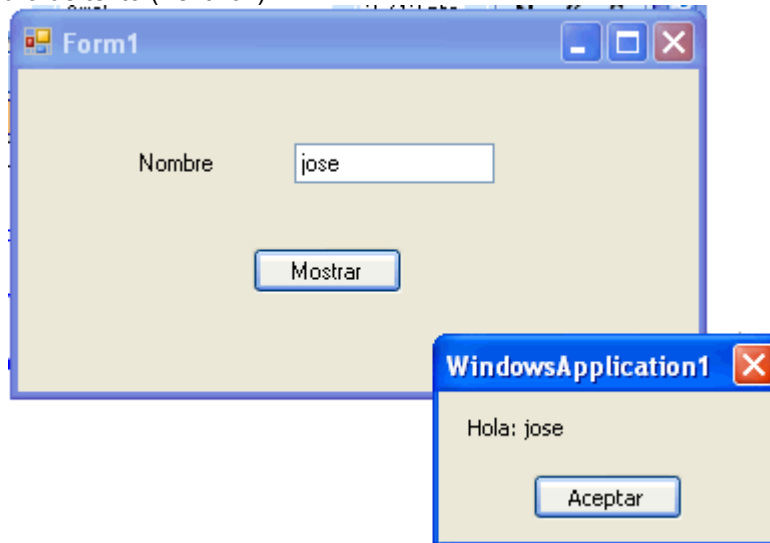 Form1
Nombre
jose
Mostrar
WindowsApplication1
Hola: jose
Aceptar